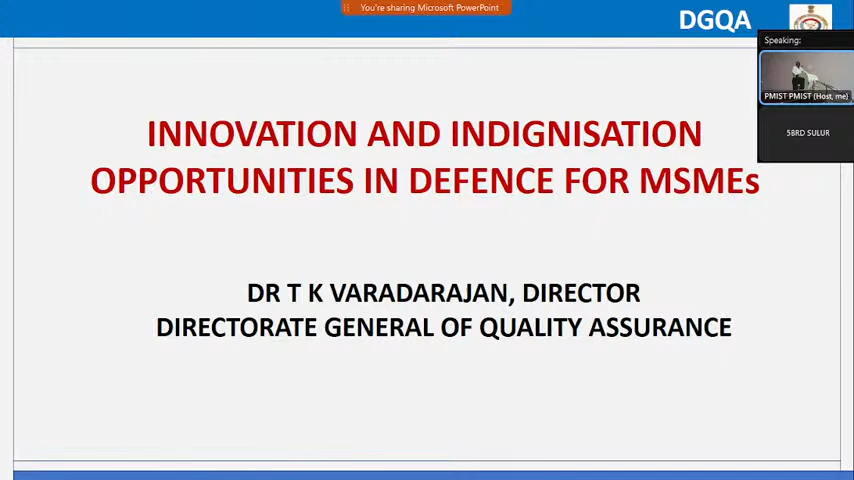 You're sharing Microsoft PowerPoint
DGQA
Speaking:
PMIST PMIST (Host, me)
5BRD SULUR
INNOVATION AND INDIGNISATION
OPPORTUNITIES IN DEFENCE FOR MSMEs
DR T K VARADARAJAN, DIRECTOR
DIRECTORATE GENERAL OF QUALITY ASSURANCE